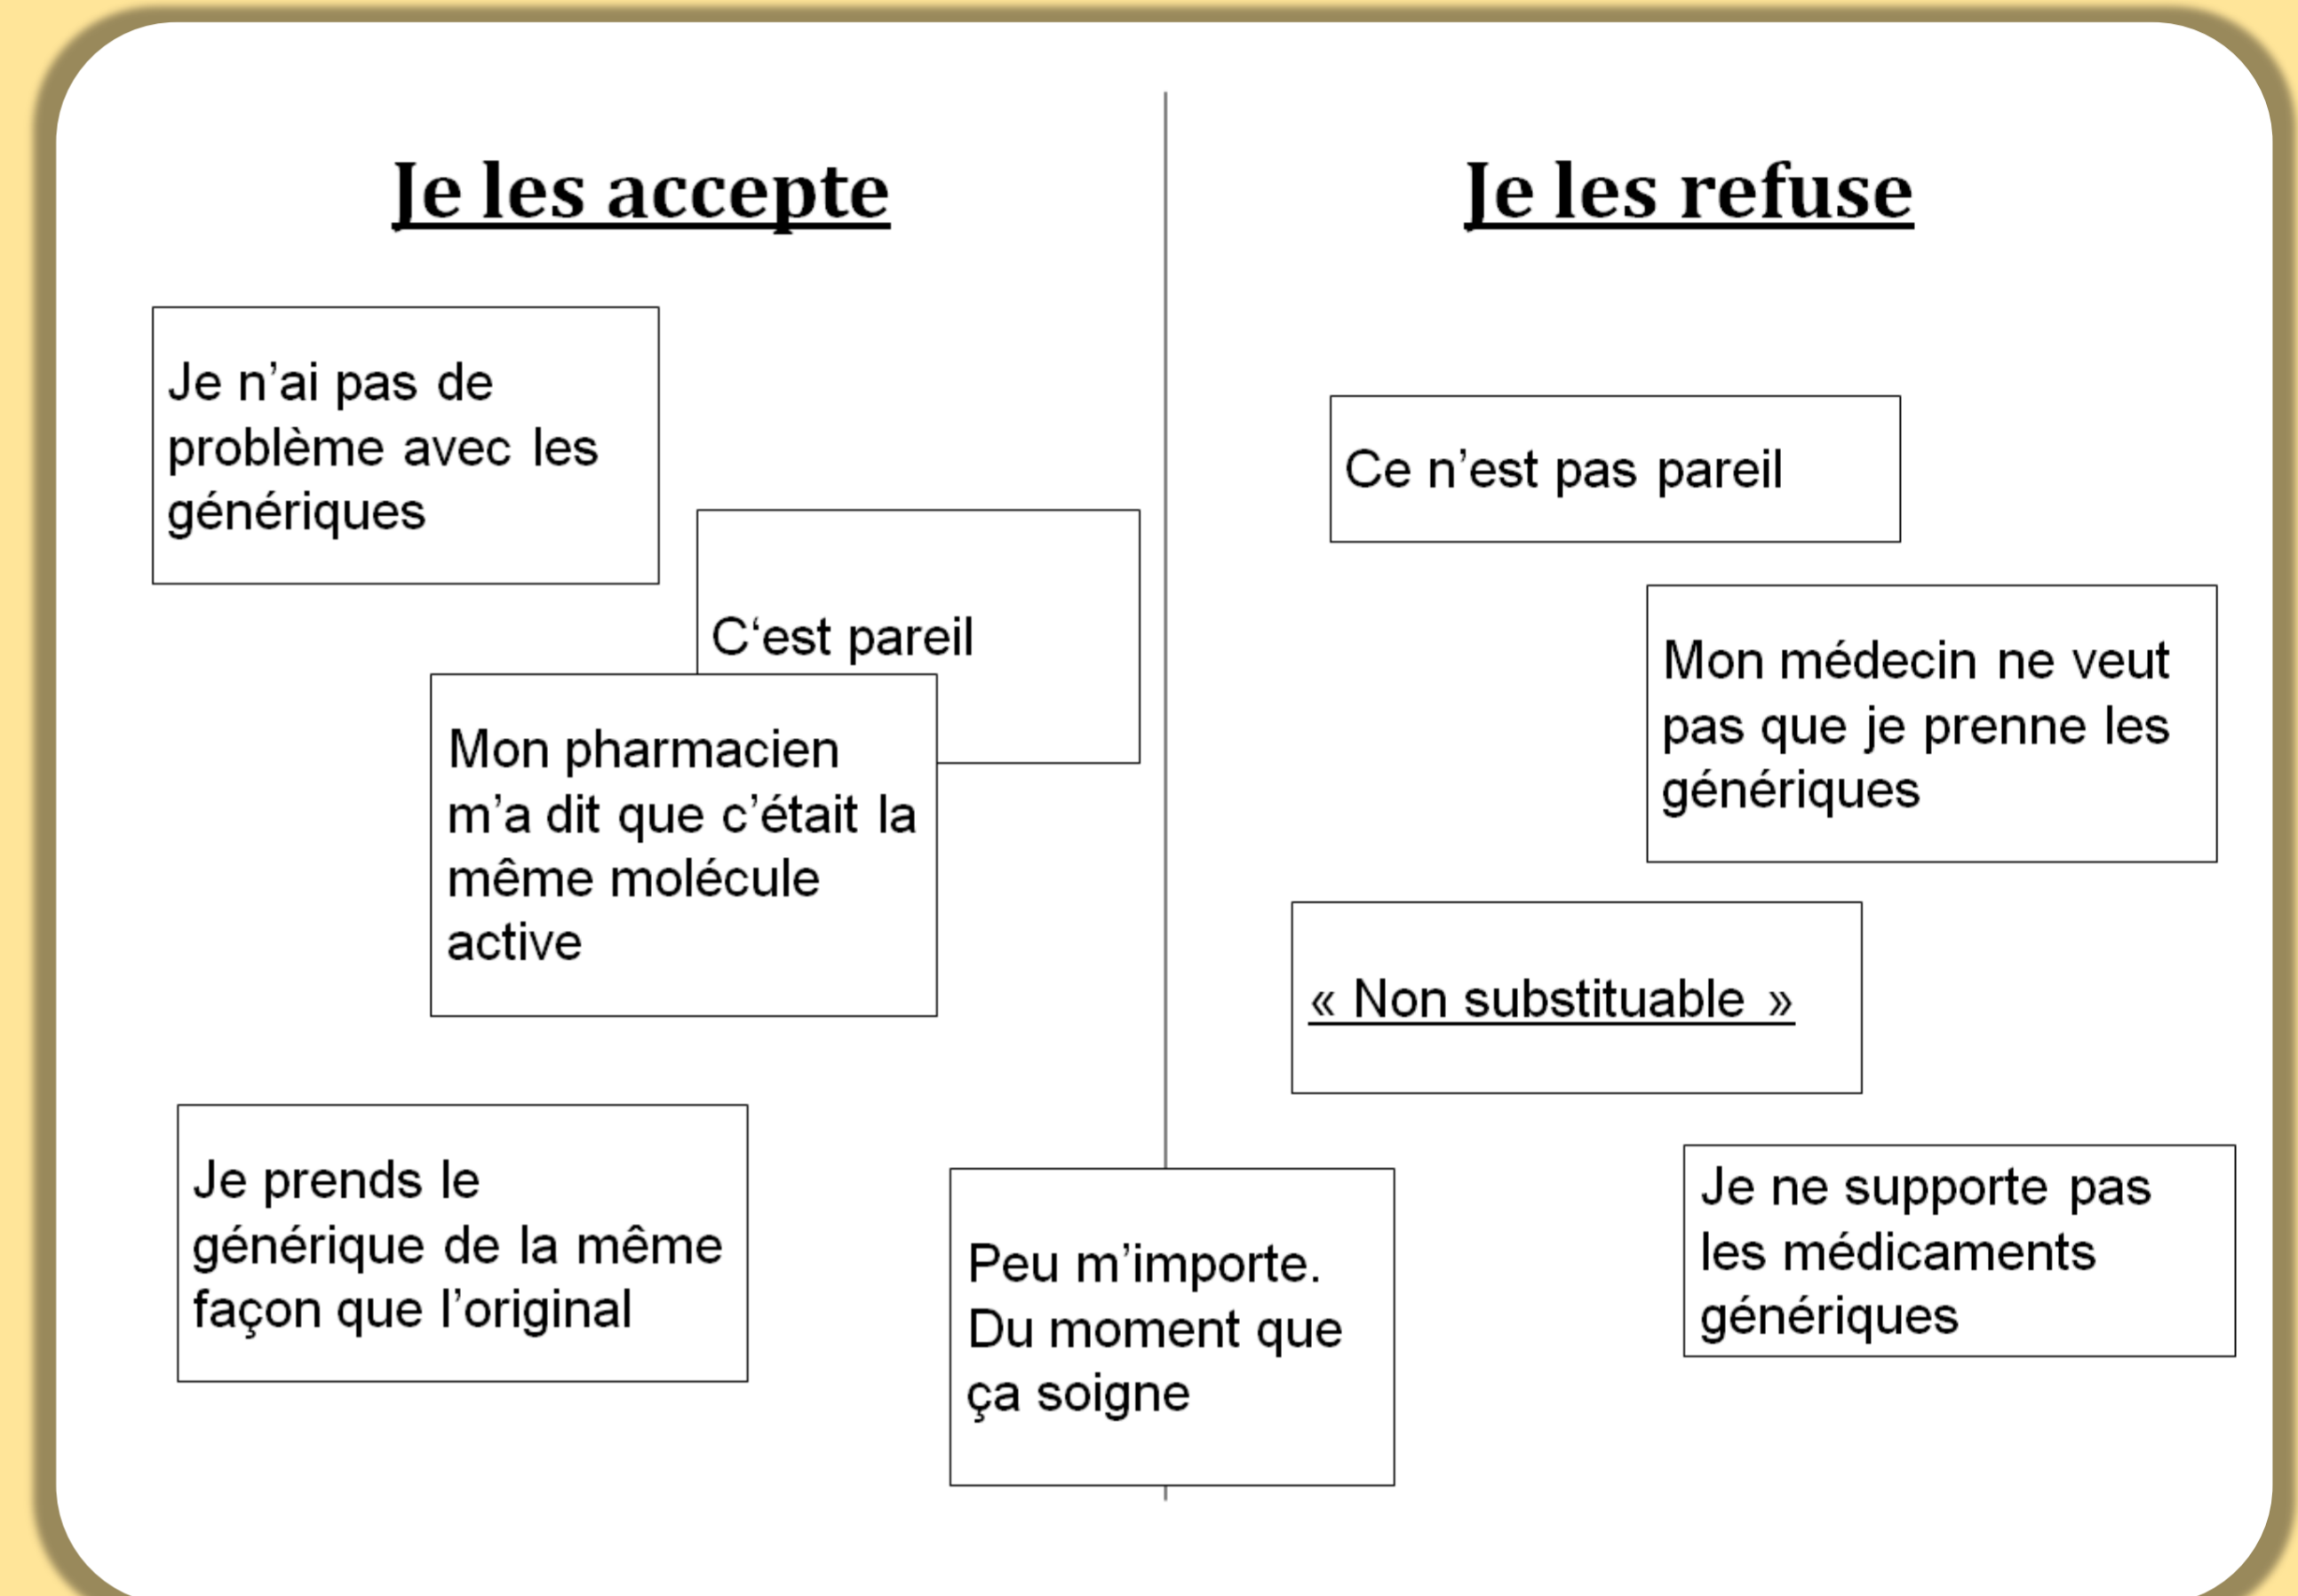 Je les accepte
Je n’ai pas de
problème avec les
génériques
C‘est pareil
Mon pharmacien
m’a dit que c’était la
même molécule
active
Je prends le
générique de la même
façon que l’original
Peu m’importe.
Du moment que
ça soigne
Je les refuse
Ce n’est pas pareil
Mon médecin ne veut
pas que je prenne les
génériques
« Non substituable »
Je ne supporte pas
les médicaments
génériques